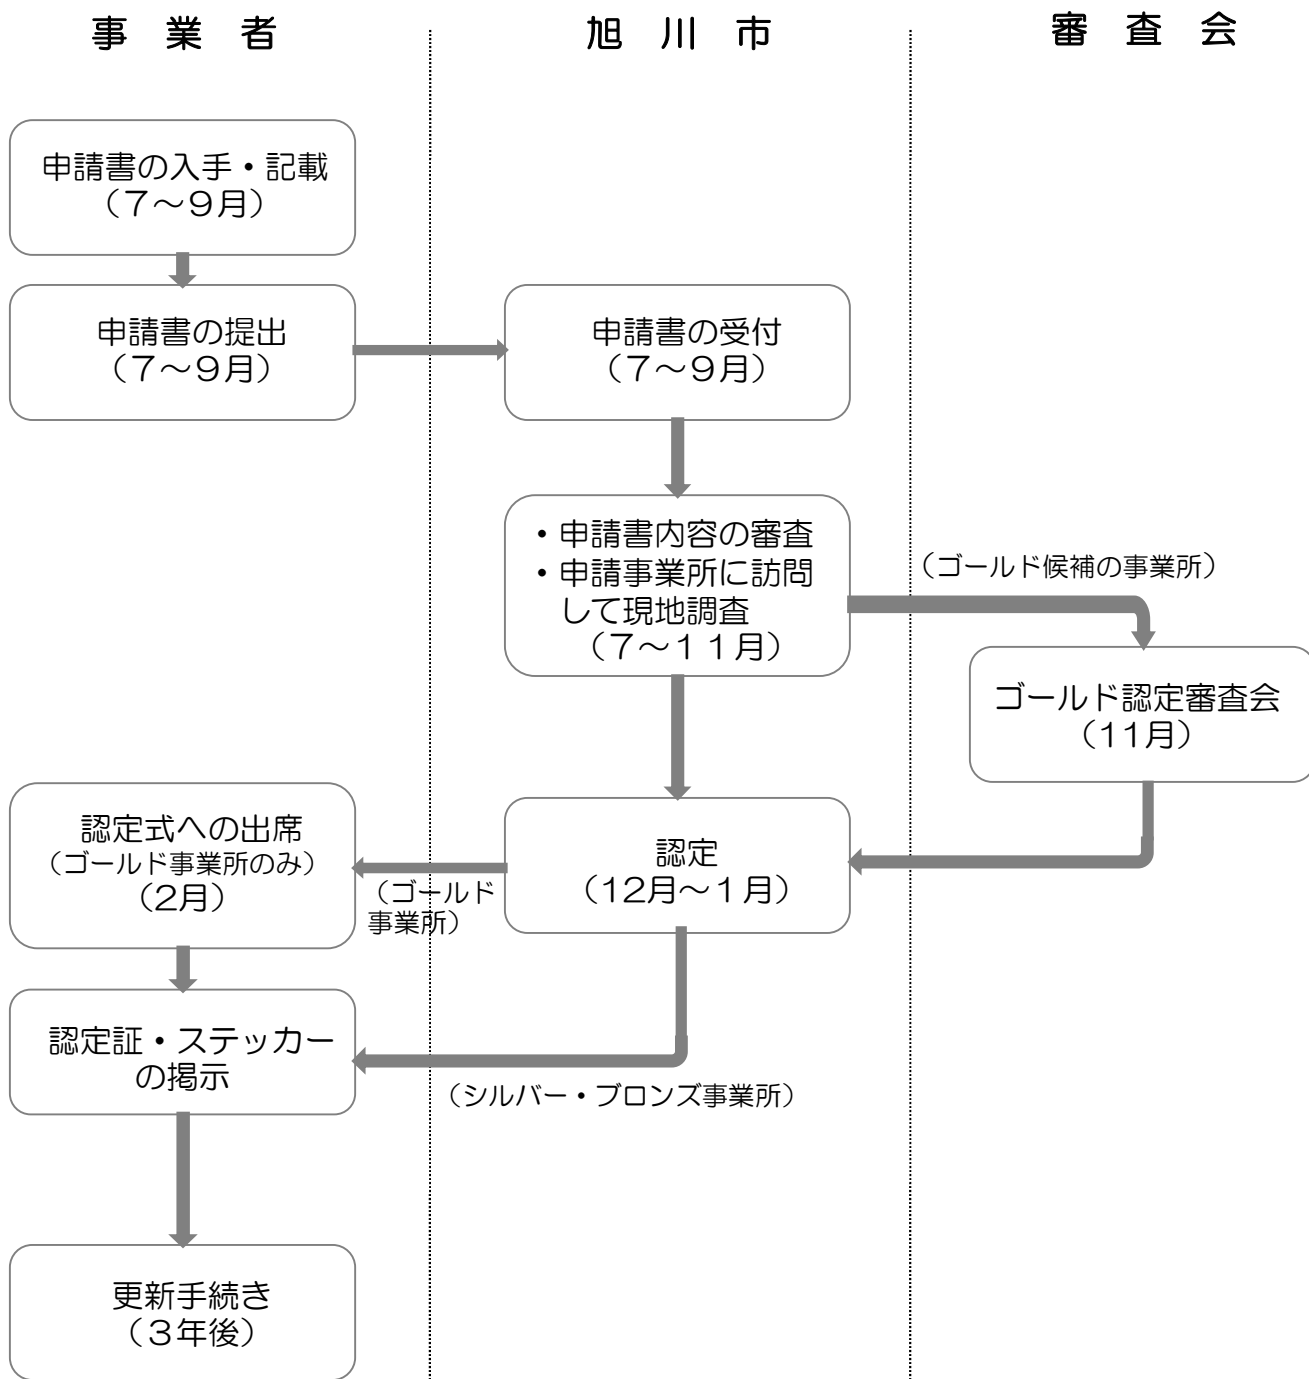 事 業 者
旭 川 市
審 査 会
申請書の入手・記載
（７～９月）
申請書の提出
（７～９月）
申請書の受付
（７～９月）
・申請書内容の審査
・申請事業所に訪問
して現地調査
（７～１１月）
（ゴールド候補の事業所）
ゴールド認定審査会
（11月）
認定式への出席
（ゴールド事業所のみ）
（2月）
（ゴールド
事業所）
認定
（12月～１月）
認定証・ステッカー
の掲示
（シルバー・ブロンズ事業所）
更新手続き
（３年後）